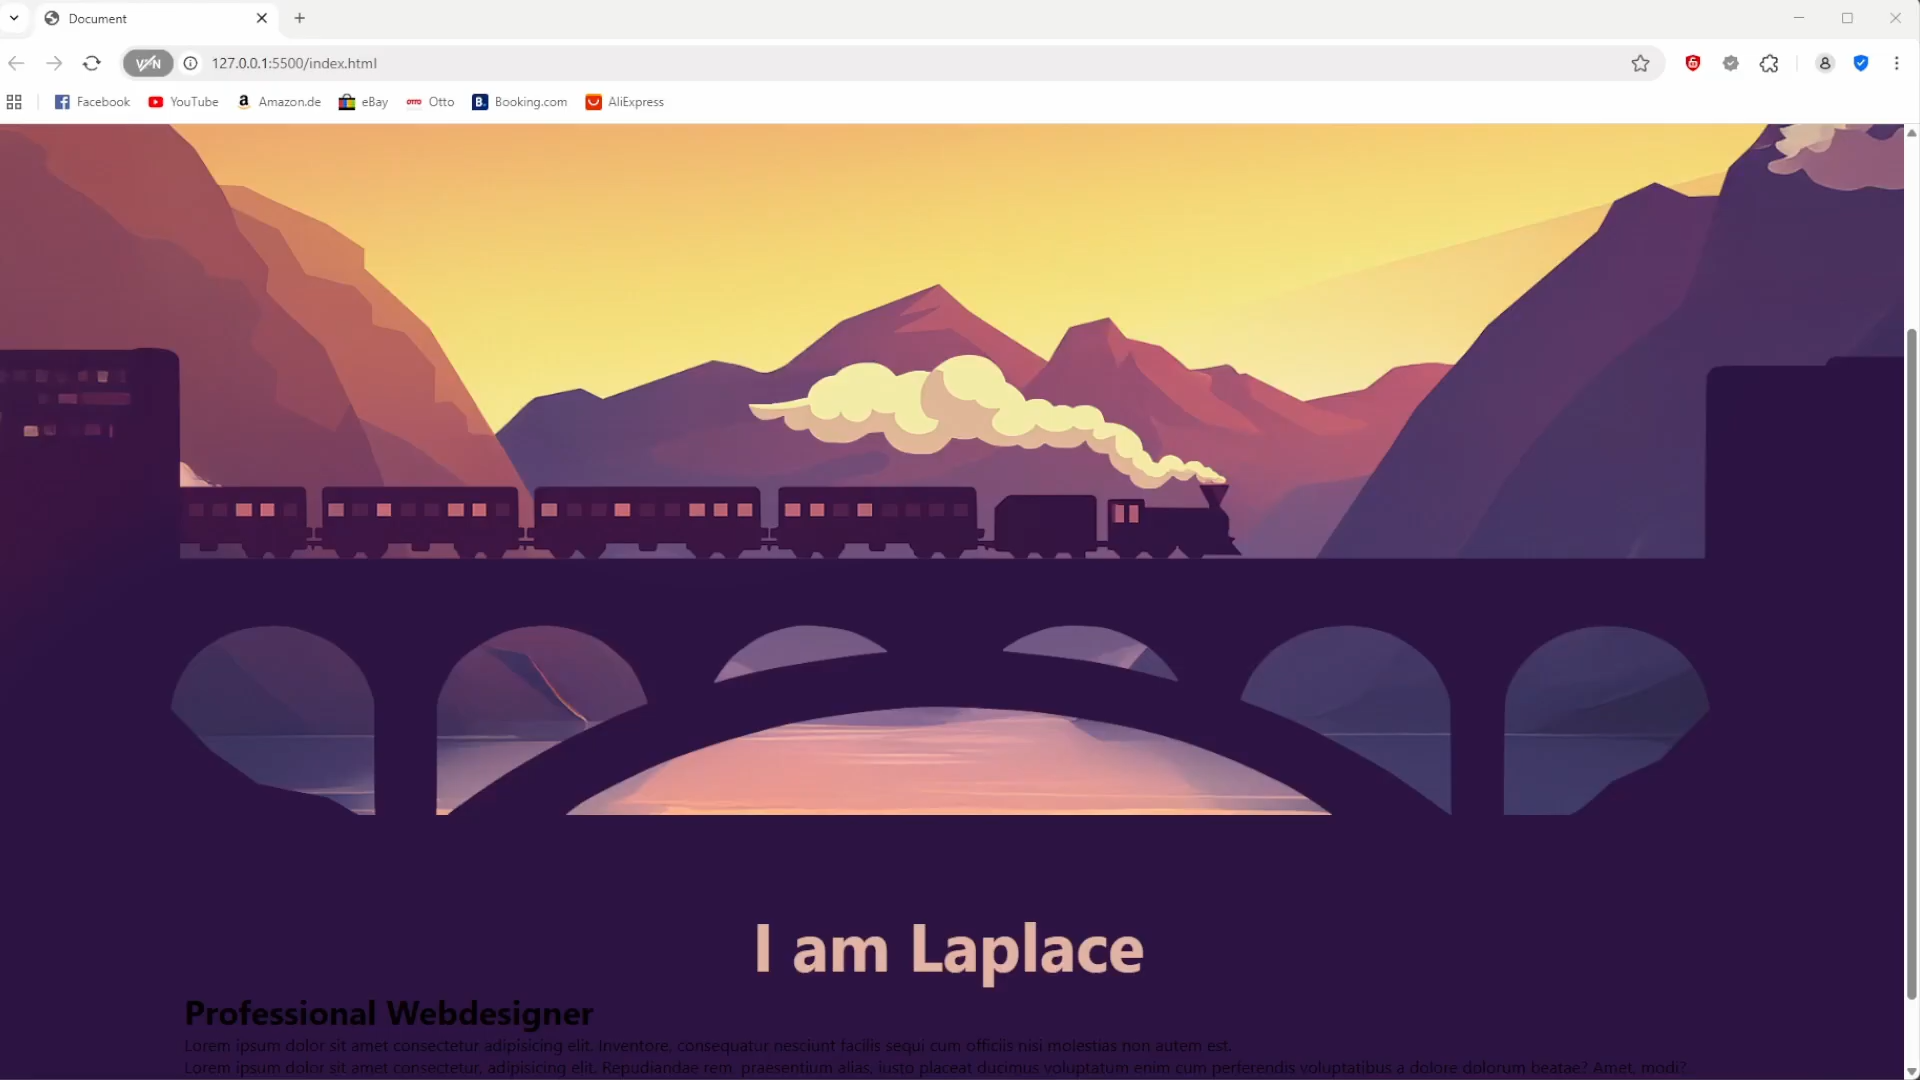 Document
VPN
127.0.0.1:5500/index.html
Facebook
YouTube
Amazon.de
eBay
OTTO
Otto
B.
Booking.com
AliExpress
I am Laplace
Professional Webdesigner
Lorem ipsum dolor sit amet consectetur adipisicing elit. Inventore, consequatur nesciunt facilis sequi cum officiis nisi molestias non autem est.
Lorem ipsum dolor sit amet consectetur, adipisicing elit. Repudiandae rem, praesentium alias, iusto placeat ducimus voluptatum enim cum perferendis voluptatibus a dolore dolorum beatae? Amet, modi?